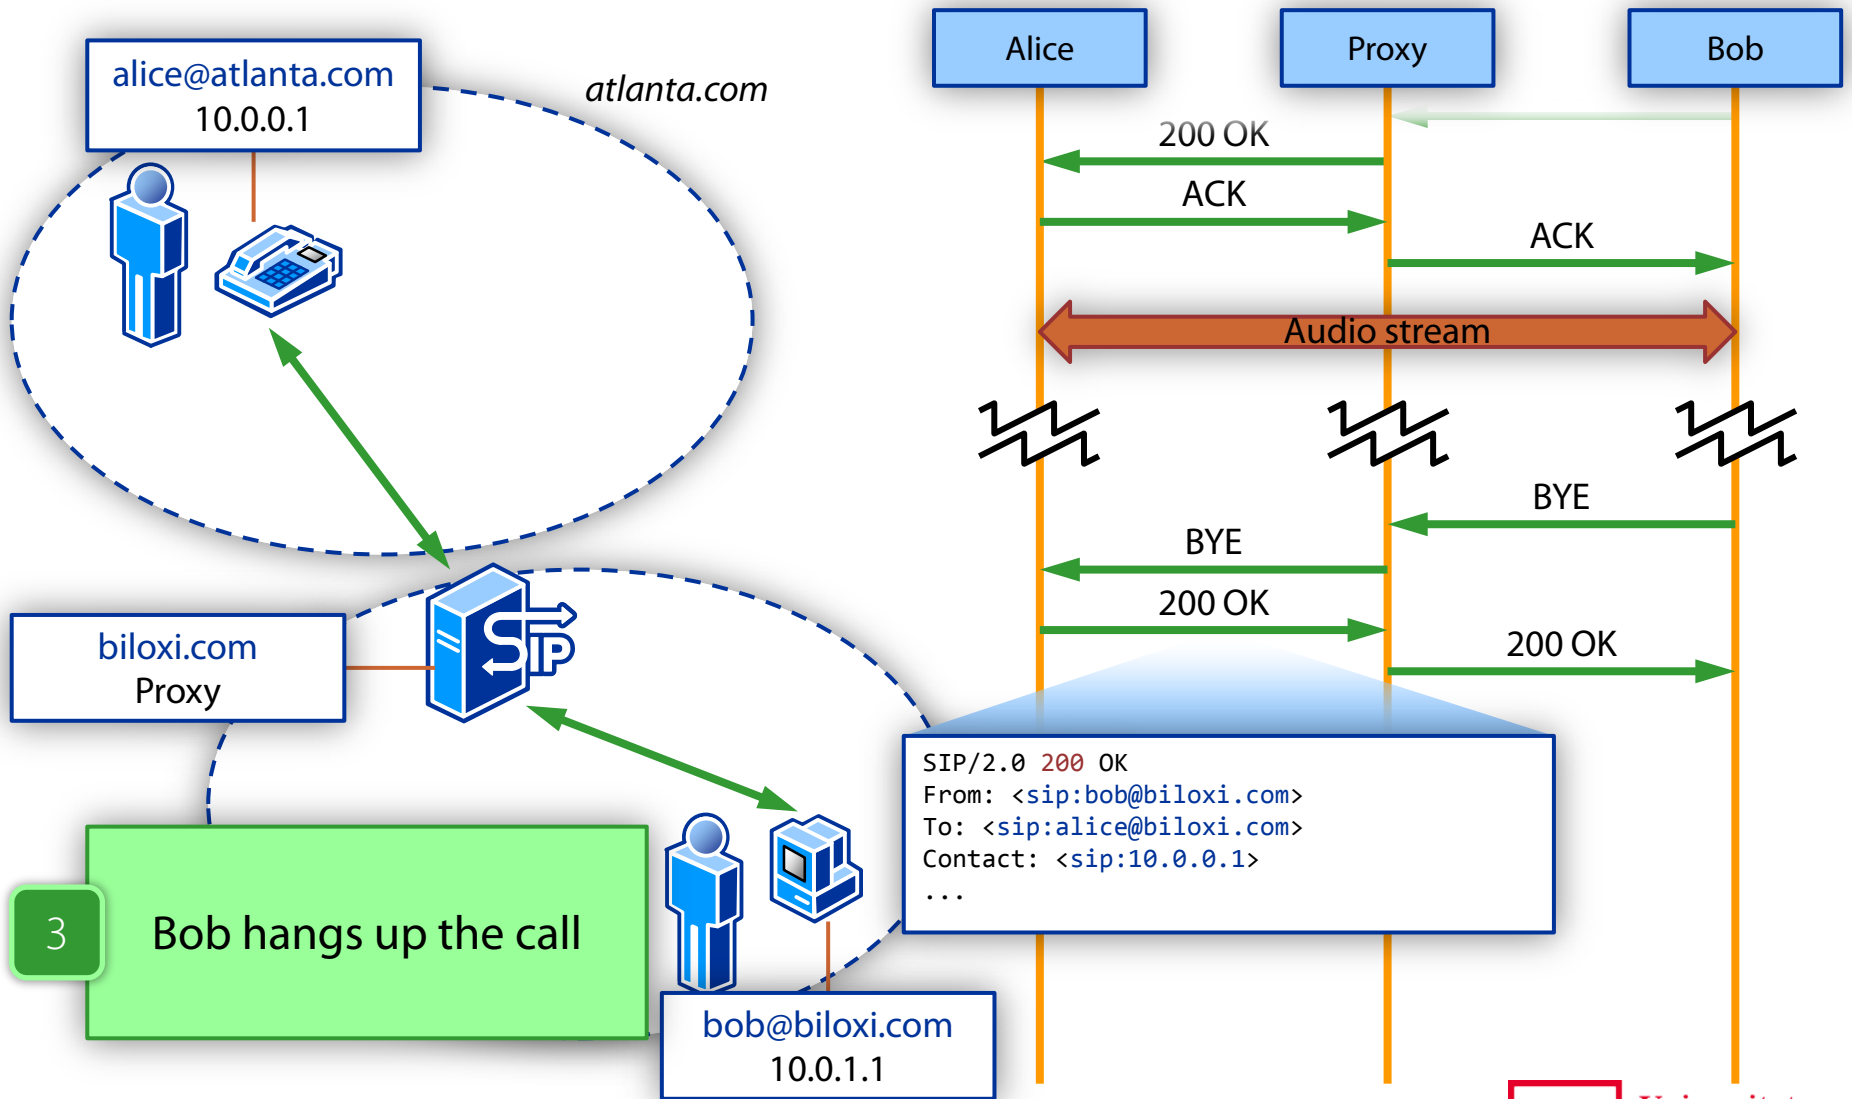 alice@atlanta.com
10.0.0.1
atlanta.com
biloxi.com
Proxy
SIP
3
Bob hangs up the call
bob@biloxi.com
10.0.1.1
Alice
Proxy
Bob
200 OK
ACK
ACK
Audio stream
BYE
BYE
200 OK
200 OK
SIP/2.0 200 OK
From: <sip:bob@biloxi.com>
To: <sip:alice@biloxi.com>
Contact: <sip:10.0.0.1>
...